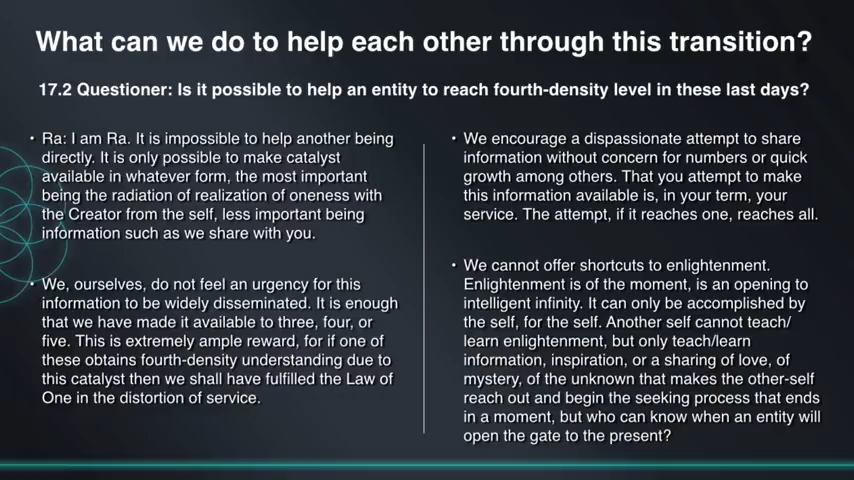 What can we do to help each other through this transition?
17.2 Questioner: Is it possible to help an entity to reach fourth-density level in these last days?
• Ra: I am Ra. It is impossible to help another being
directly. It is only possible to make catalyst
available in whatever form, the most important
being the radiation of realization of oneness with
the Creator from the self, less important being
information such as we share with you.
• We, ourselves, do not feel an urgency for this
information to be widely disseminated. It is enough
that we have made it available to three, four, or
five. This is extremely ample reward, for if one of
these obtains fourth-density understanding due to
this catalyst then we shall have fulfilled the Law of
One in the distortion of service.
• We encourage a dispassionate attempt to share
information without concern for numbers or quick
growth among others. That you attempt to make
this information available is, in your term, your
service. The attempt, if it reaches one, reaches all.
• We cannot offer shortcuts to enlightenment.
Enlightenment is of the moment, is an opening to
intelligent infinity. It can only be accomplished by
the self, for the self. Another self cannot teach/
learn enlightenment, but only teach/learn
information, inspiration, or a sharing of love, of
mystery, of the unknown that makes the other-self
reach out and begin the seeking process that ends
in a moment, but who can know when an entity will
open the gate to the present?